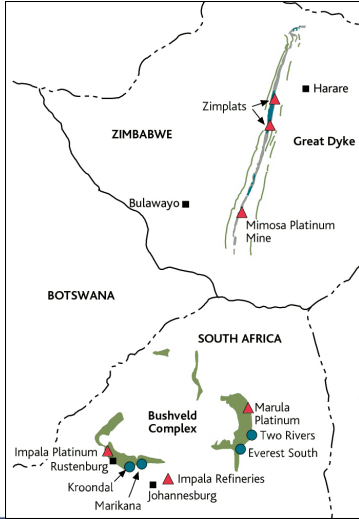 Harare
Zimplats
ZIMBABWE
Great Dyke
Bulawayo
Mimosa Platinum
Mine
BOTSWANA
SOUTH AFRICA
Bushveld
Complex
Marula
Platinum
Two Rivers
Everest South
Impala Platinum
Rustenburg
Kroondal
Marikana
Impala Refineries
Johannesburg